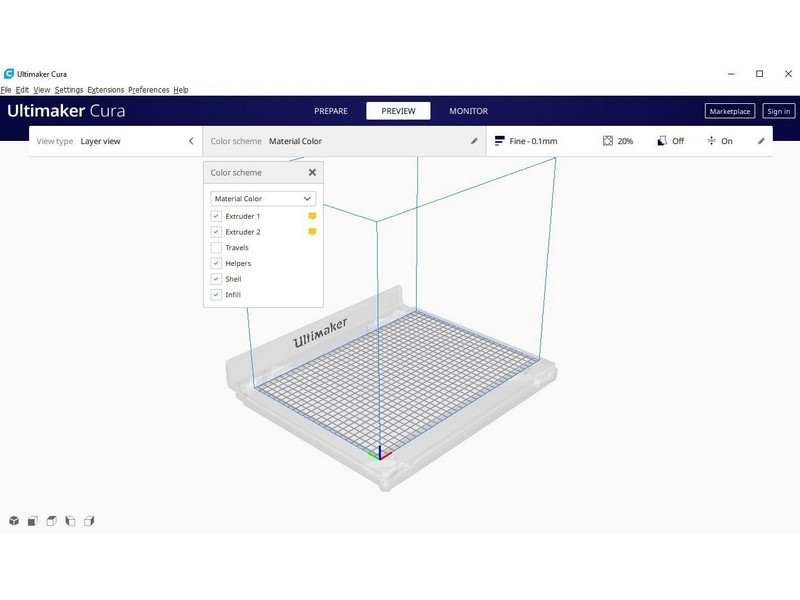 Ultimaker Cura
File Edit View Settings Extensions Preferences Help
Ultimaker Cura PREPARE PREVIEW MONITOR Marketplace Sign in
View type Layer view Color scheme Material Color Fine - 0.1mm 20% Off On
Color scheme
Material Color
Extruder 1
Extruder 2
Travels
Helpers
Shell
Infill
Ultimaker